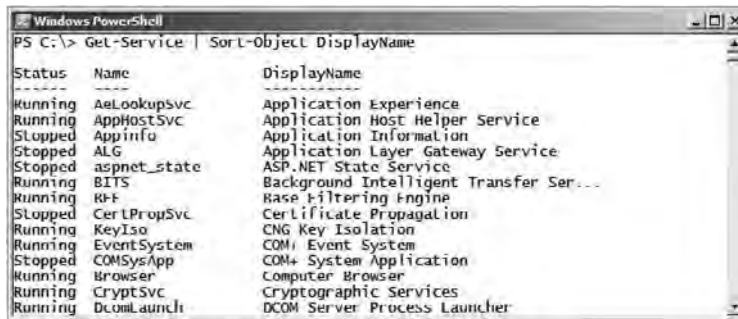 Windows PowerShell
PS C:\> Get-Service | Sort-Object DisplayName
Status Name DisplayName
------ ---- -----------
Running AeLookupSvc Application Experience
Running AppHostSvc Application Host Helper Service
Stopped Appinfo Application Information
Stopped ALG Application Layer Gateway Service
Stopped aspnet_state ASP.NET State Service
Running BITS Background Intelligent Transfer Ser...
Running BFE Base Filtering Engine
Stopped CertPropSvc Certificate Propagation
Running KeyIso CNG Key Isolation
Running EventSystem COM+ Event System
Stopped COMSysApp COM+ System Application
Running Browser Computer Browser
Running CryptSvc Cryptographic Services
Running DcomLaunch DCOM Server Process Launcher